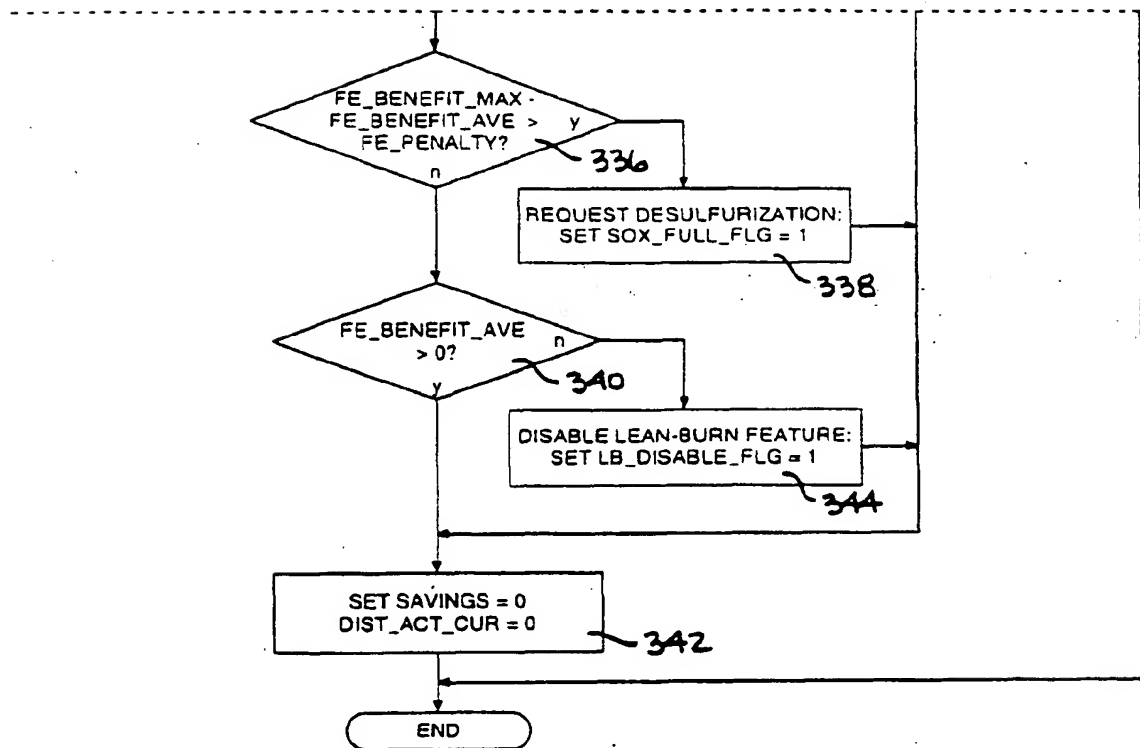 FE_BENEFIT_MAX -
FE_BENEFIT_AVE > y
FE_PENALTY?
336
n
REQUEST DESULFURIZATION:
SET SOX_FULL_FLG = 1
338
FE_BENEFIT_AVE n
> 0?
340
y
DISABLE LEAN-BURN FEATURE:
SET LB_DISABLE_FLG = 1
344
SET SAVINGS = 0
DIST_ACT_CUR = 0
342
END